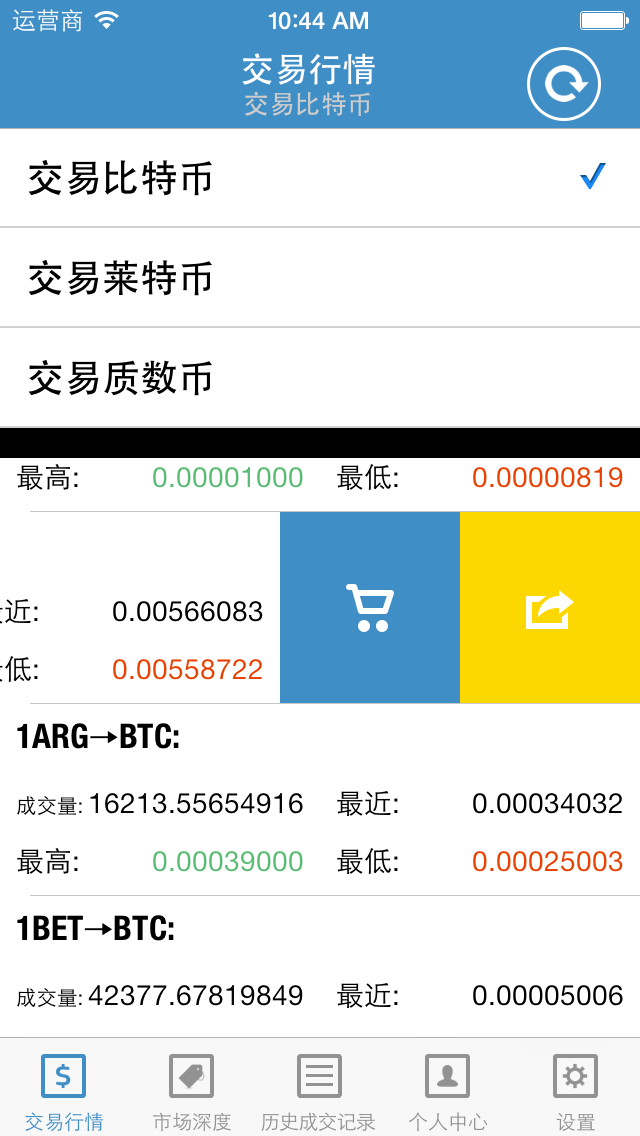 运营商 10:44 AM
交易行情
交易比特币
交易比特币
交易莱特币
交易质数币
最高: 0.00001000 最低: 0.00000819
近: 0.00566083
低: 0.00558722
1ARG→BTC:
成交量: 16213.55654916 最近: 0.00034032
最高: 0.00039000 最低: 0.00025003
1BET→BTC:
成交量: 42377.67819849 最近: 0.00005006
$
交易行情 市场深度 历史成交记录 个人中心 设置